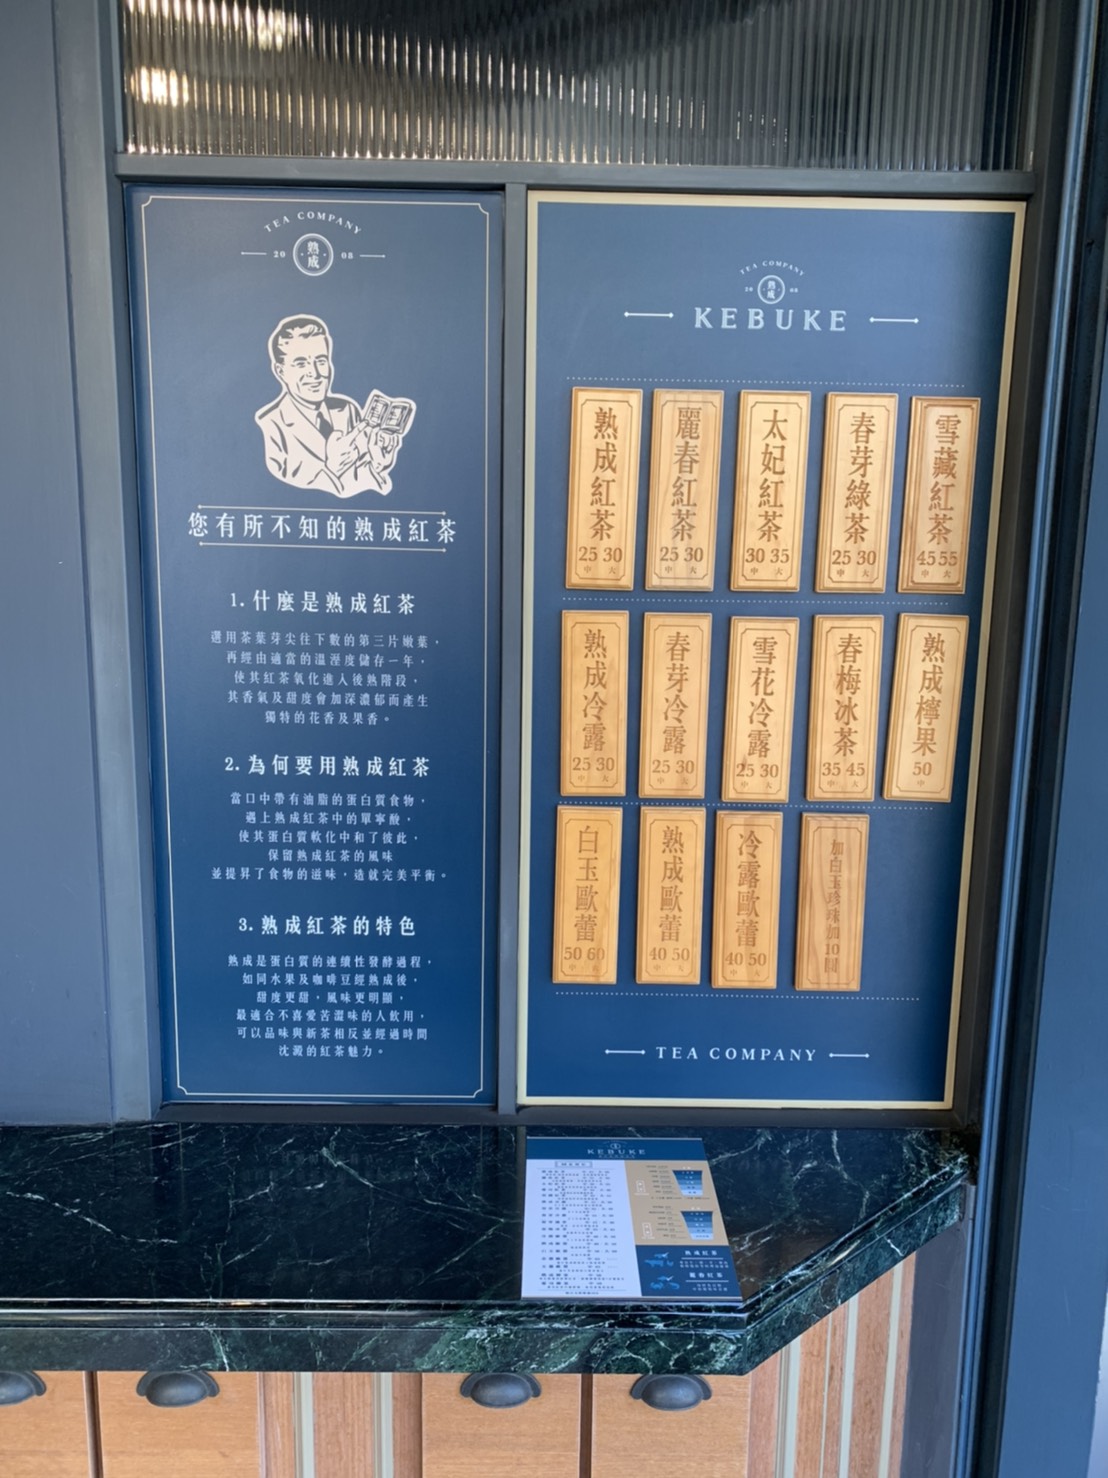 TEA COMPANY
20 熟成 08
您有所不知的熟成紅茶
1. 什麼是熟成紅茶
選用茶葉芽尖往下數的第三片嫩葉，
再經由適當的溫溼度儲存一年，
使其紅茶氧化進入後熟階段，
其香氣及甜度會加深濃郁而產生
獨特的花香及果香。
2. 為何要用熟成紅茶
當口中帶有油脂的蛋白質食物，
遇上熟成紅茶中的單寧酸，
使其蛋白質軟化中和了彼此，
保留熟成紅茶的風味
並提昇了食物的滋味，造就完美平衡。
3. 熟成紅茶的特色
熟成是蛋白質的連續性發酵過程，
如同水果及咖啡豆經熟成後，
甜度更甜，風味更明顯，
最適合不喜愛苦澀味的人飲用，
可以品味與新茶相反並經過時間
沈澱的紅茶魅力。
TEA COMPANY
20 熟成 08
KEBUKE
熟成紅茶
25 30
中 大
麗春紅茶
25 30
中 大
太妃紅茶
30 35
中 大
春芽綠茶
25 30
中 大
雪藏紅茶
45 55
中 大
熟成冷露
25 30
中 大
春芽冷露
25 30
中 大
雪花冷露
25 30
中 大
春梅冰茶
35 45
中 大
熟成檸果
50
中
白玉歐蕾
50 60
中 大
熟成歐蕾
40 50
中 大
冷露歐蕾
40 50
中 大
加白玉珍珠加10圓
TEA COMPANY
KEBUKE
熟成紅茶
麗春紅茶